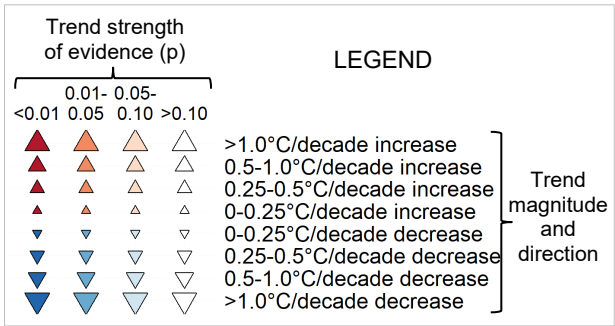 Trend strength
of evidence (p)
LEGEND
0.01- 0.05-
<0.01 0.05 0.10 >0.10
>1.0°C/decade increase
0.5-1.0°C/decade increase
0.25-0.5°C/decade increase
0-0.25°C/decade increase
0-0.25°C/decade decrease
0.25-0.5°C/decade decrease
0.5-1.0°C/decade decrease
>1.0°C/decade decrease
Trend
magnitude
and
direction